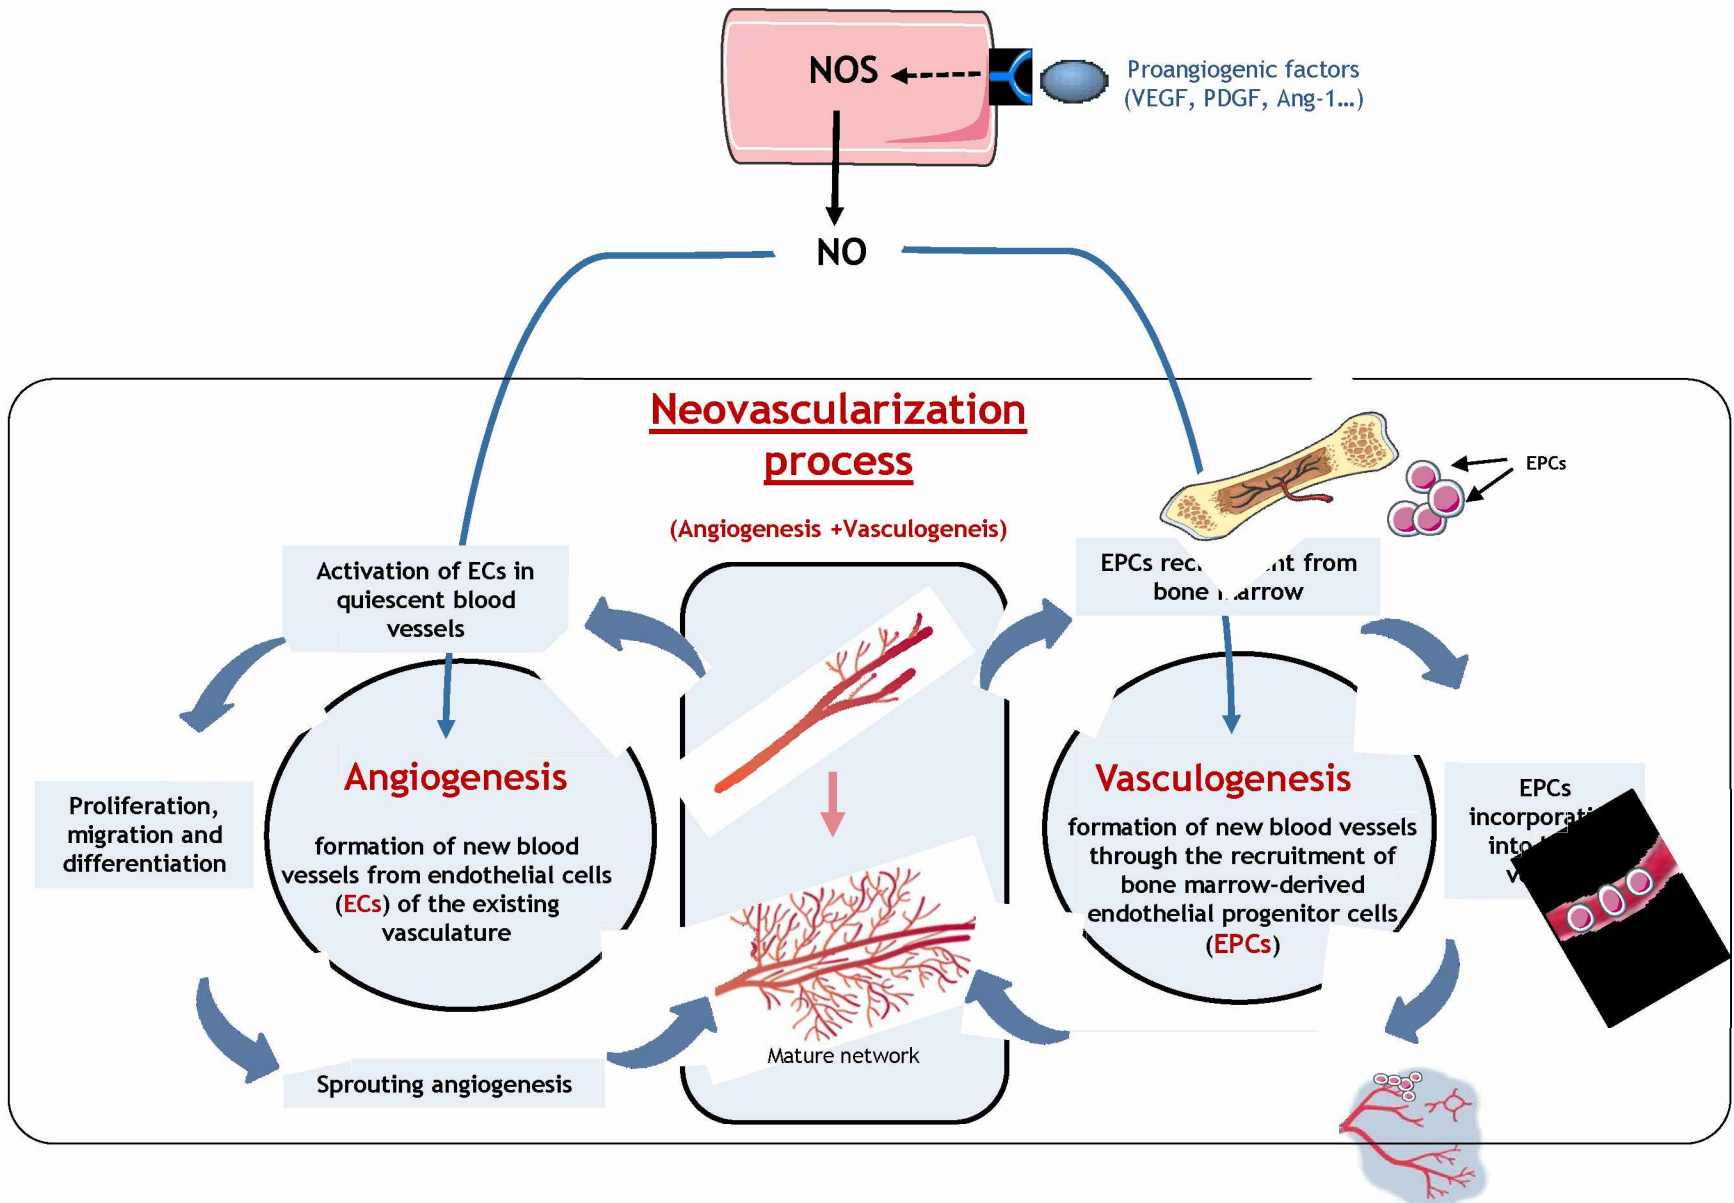 NOS
Proangiogenic factors
(VEGF, PDGF, Ang-1...)
NO
Neovascularization
process
(Angiogenesis +Vasculogeneis)
EPCs
Activation of ECs in
quiescent blood
vessels
EPCs from
bone
Angiogenesis
formation of new blood
vessels from endothelial cells
(ECs) of the existing
vasculature
Proliferation,
migration and
differentiation
Sprouting angiogenesis
Mature network
Vasculogenesis
formation of new blood vessels
through the recruitment of
bone marrow-derived
endothelial progenitor cells
(EPCs)
EPCs